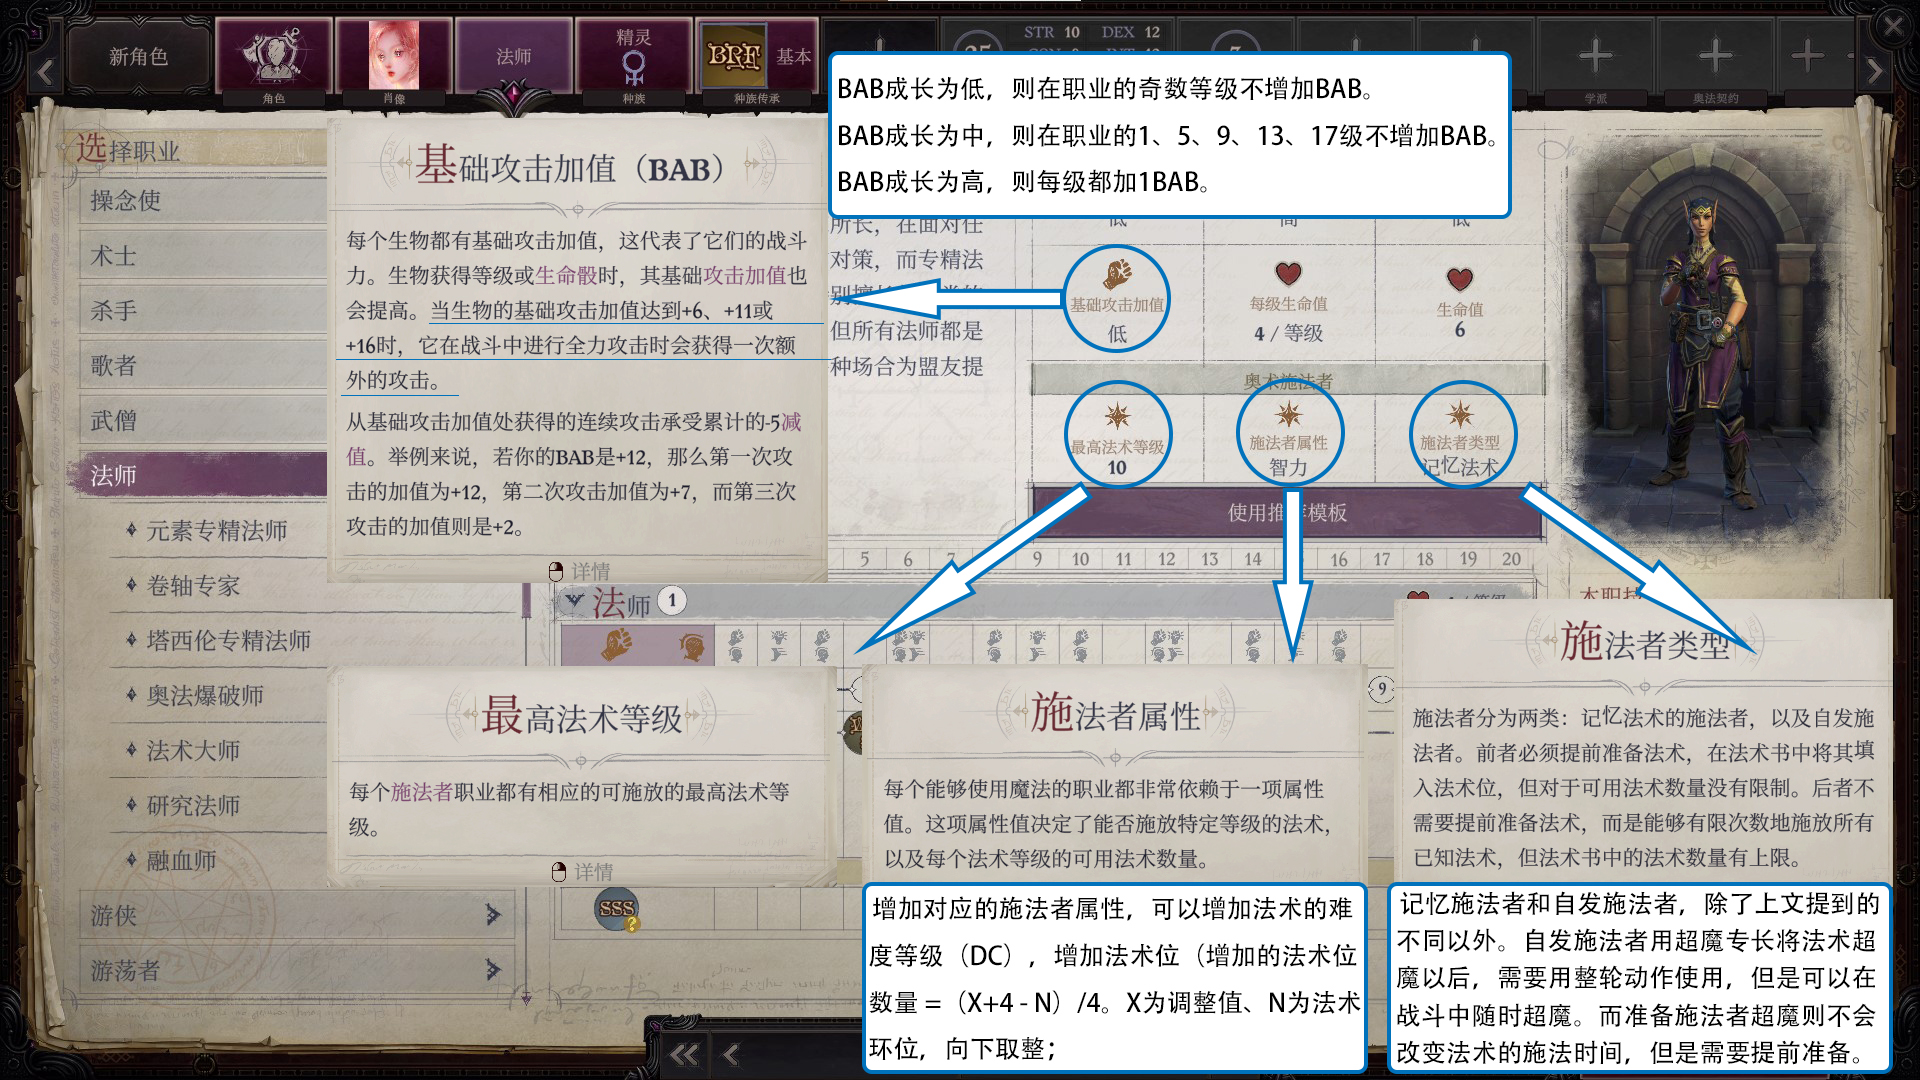 新角色
角色
肖像
法师
精灵
种族
BRF
基本
种族传承
STR 10 DEX 12
学派
奥法契约
BAB成长为低，则在职业的奇数等级不增加BAB。
BAB成长为中，则在职业的1、5、9、13、17级不增加BAB。
BAB成长为高，则每级都加1BAB。
选择职业
操念使
术士
杀手
歌者
武僧
法师
元素专精法师
卷轴专家
塔西伦专精法师
奥法爆破师
法术大师
研究法师
融血师
游侠
游荡者
基础攻击加值（BAB）
每个生物都有基础攻击加值，这代表了它们的战斗
力。生物获得等级或生命骰时，其基础攻击加值也
会提高。当生物的基础攻击加值达到+6、+11或
+16时，它在战斗中进行全力攻击时会获得一次额
外的攻击。
从基础攻击加值处获得的连续攻击承受累计的-5减
值。举例来说，若你的BAB是+12，那么第一次攻
击的加值为+12，第二次攻击加值为+7，而第三次
攻击的加值则是+2。
详情
所长，在面对任
对策，而专精法
但所有法师都是
种场合为盟友提
低
高
低
基础攻击加值
低
每级生命值
4 / 等级
生命值
6
奥术施法者
最高法术等级
10
施法者属性
智力
施法者类型
记忆法术
使用推荐模板
5 6 7 9 10 11 12 13 14 16 17 18 19 20
法师 1
9
最高法术等级
每个施法者职业都有相应的可施放的最高法术等
级。
详情
SSS
施法者属性
每个能够使用魔法的职业都非常依赖于一项属性
值。这项属性值决定了能否施放特定等级的法术，
以及每个法术等级的可用法术数量。
增加对应的施法者属性，可以增加法术的难
度等级（DC），增加法术位（增加的法术位
数量 =（X+4 - N）/4。X为调整值、N为法术
环位，向下取整；
施法者类型
施法者分为两类：记忆法术的施法者，以及自发施
法者。前者必须提前准备法术，在法术书中将其填
入法术位，但对于可用法术数量没有限制。后者不
需要提前准备法术，而是能够有限次数地施放所有
已知法术，但法术书中的法术数量有上限。
记忆施法者和自发施法者，除了上文提到的
不同以外。自发施法者用超魔专长将法术超
魔以后，需要用整轮动作使用，但是可以在
战斗中随时超魔。而准备施法者超魔则不会
改变法术的施法时间，但是需要提前准备。